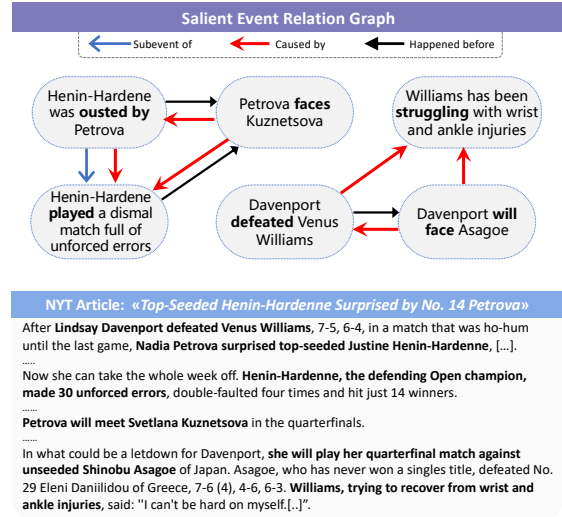 Salient Event Relation Graph
Subevent of
Caused by
Happened before
Henin-Hardene
was ousted by
Petrova
Petrova faces
Kuznetsova
Williams has been
struggling with wrist
and ankle injuries
Henin-Hardene
played a dismal
match full of
unforced errors
Davenport
defeated Venus
Williams
Davenport will
face Asagoe
NYT Article: «Top-Seeded Henin-Hardenne Surprised by No. 14 Petrova»
After Lindsay Davenport defeated Venus Williams, 7-5, 6-4, in a match that was ho-hum
until the last game, Nadia Petrova surprised top-seeded Justine Henin-Hardenne, [...].
.....
Now she can take the whole week off. Henin-Hardenne, the defending Open champion,
made 30 unforced errors, double-faulted four times and hit just 14 winners.
......
Petrova will meet Svetlana Kuznetsova in the quarterfinals.
......
In what could be a letdown for Davenport, she will play her quarterfinal match against
unseeded Shinobu Asagoe of Japan. Asagoe, who has never won a singles title, defeated No.
29 Eleni Daniilidou of Greece, 7-6 (4), 4-6, 6-3. Williams, trying to recover from wrist and
ankle injuries, said: ''I can't be hard on myself.[..]”.